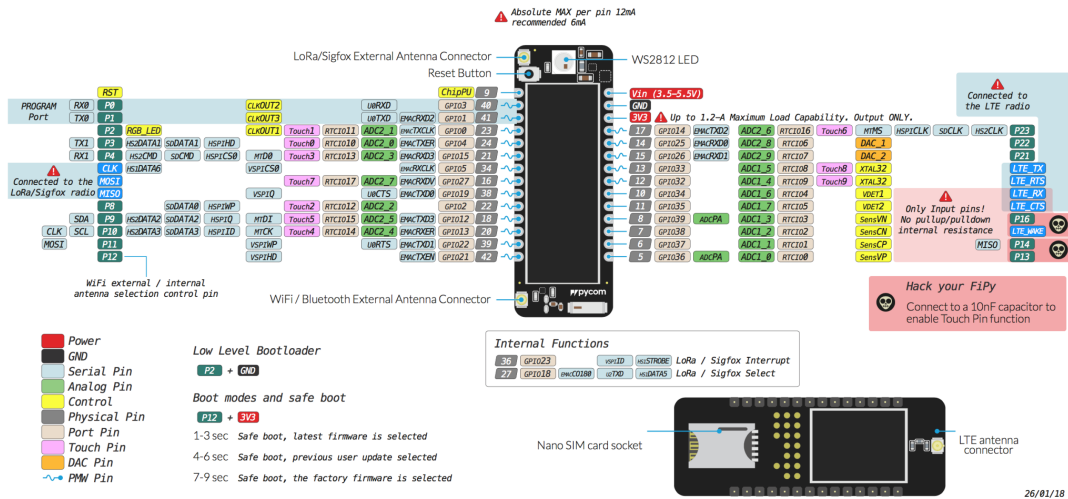 Absolute MAX per pin 12mA
recommended 6mA
LoRa/Sigfox External Antenna Connector
WS2812 LED
Reset Button
RST ChipPU 9 Vin (3.5~5.5V)
PROGRAM Port
RX0 P0 CLKOUT2 U0RXD GPIO3 40 GND
TX0 P1 CLKOUT3 U0TXD EMACRXD2 GPIO1 41 3V3 Up to 1.2~A Maximum Load Capability. Output ONLY.
P2 RGB_LED CLKOUT1 Touch1 RTCIO11 ADC2_1 EMACTXCLK GPIO0 23 17 GPIO14 EMACTXD2 ADC2_6 RTCIO16 Touch6 MTMS HSPICLK SDCLK HS2CLK P23
TX1 P3 HS2DATA1 SDDATA1 HSPIHD Touch0 RTCIO10 ADC2_0 EMACTXER GPIO4 24 14 GPIO25 EMACRXD0 ADC2_8 RTCIO6 DAC_1 P22
RX1 P4 HS2CMD SDCMD HSPICS0 MTDO Touch3 RTCIO13 ADC2_3 EMACRXD3 GPIO15 21 15 GPIO26 EMACRXD1 ADC2_9 RTCIO7 DAC_2 P21
CLK HS1DATA6 VSPICS0 EMACRXCLK GPIO5 34 13 GPIO33 ADC1_5 RTCIO8 Touch8 XTAL32 LTE_TX
MOSI Touch7 RTCIO17 ADC2_7 EMACRXDV GPIO27 16 12 GPIO32 ADC1_4 RTCIO9 Touch9 XTAL32 LTE_RTS
MISO VSPIQ U0CTS EMACTXD0 GPIO19 38 10 GPIO34 ADC1_6 RTCIO4 VDET1 LTE_RX
P8 SDDATA0 HSPIWP Touch2 RTCIO12 ADC2_2 GPIO2 22 11 GPIO35 ADC1_7 RTCIO5 VDET2 LTE_CTS
SDA P9 HS2DATA2 SDDATA2 HSPIQ MTDI Touch5 RTCIO15 ADC2_5 EMACTXD3 GPIO12 18 8 GPIO39 ADCPA ADC1_3 RTCIO3 SensVN P16
CLK SCL P10 HS2DATA3 SDDATA3 HSPIID MTCK Touch4 RTCIO14 ADC2_4 EMACRXER GPIO13 20 7 GPIO38 ADC1_2 RTCIO2 SensCN LTE_WAKE
MOSI P11 VSPIWP U0RTS EMACTXD1 GPIO22 39 6 GPIO37 ADC1_1 RTCIO1 SensCP MISO P14
P12 VSPIHD EMACTXEN GPIO21 42 5 GPIO36 ADCPA ADC1_0 RTCIO0 SensVP P13
Connected to the
LoRa/Sigfox radio
Connected to
the LTE radio
Only Input pins!
No pullup/pulldown
internal resistance
WiFi external / internal
antenna selection control pin
WiFi / Bluetooth External Antenna Connector
pycom
Hack your FiPy
Connect to a 10nF capacitor to
enable Touch Pin function
Power
GND
Serial Pin
Analog Pin
Control
Physical Pin
Port Pin
Touch Pin
DAC Pin
PMW Pin
Low Level Bootloader
P2 + GND
Boot modes and safe boot
P12 + 3V3
1-3 sec Safe boot, latest firmware is selected
4-6 sec Safe boot, previous user update selected
7-9 sec Safe boot, the factory firmware is selected
Internal Functions
36 GPIO23 VSPIID HS1STROBE LoRa / Sigfox Interrupt
27 GPIO18 EMACCO180 U2TXD HS1DATA5 LoRa / Sigfox Select
Nano SIM card socket
LTE antenna
connector
26/01/18